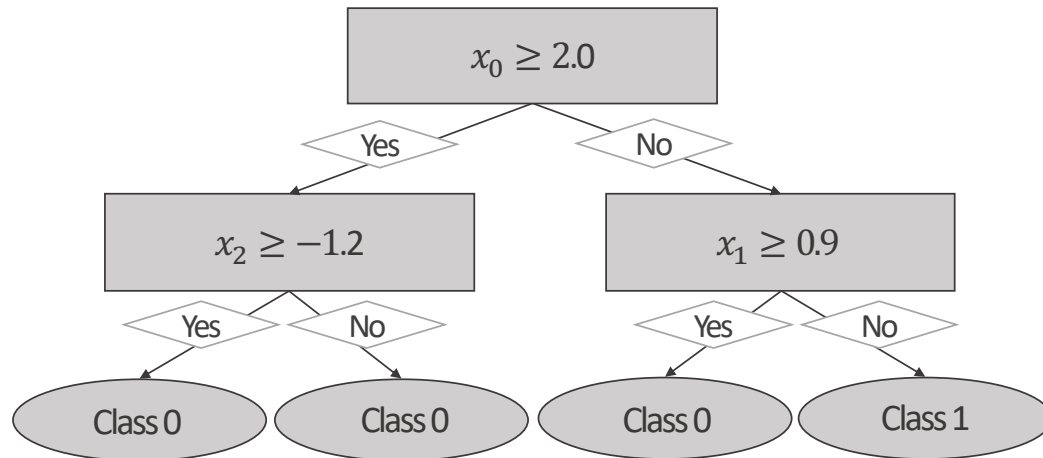 x₀ ≥ 2.0
Yes
No
x₂ ≥ −1.2
x₁ ≥ 0.9
Yes
No
Yes
No
Class 0
Class 0
Class 0
Class 1